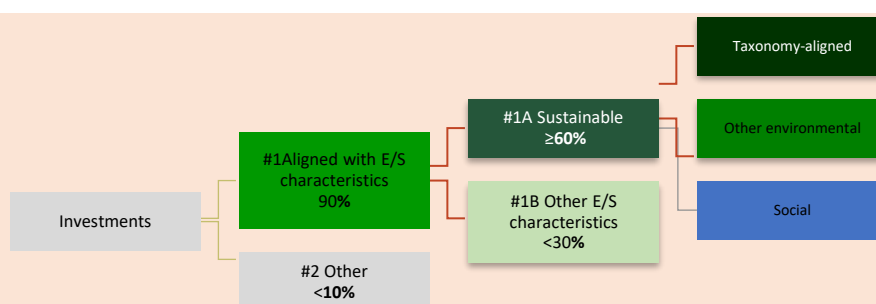 Investments
#1Aligned with E/S
characteristics
90%
#2 Other
<10%
#1A Sustainable
≥60%
#1B Other E/S
characteristics
<30%
Taxonomy-aligned
Other environmental
Social